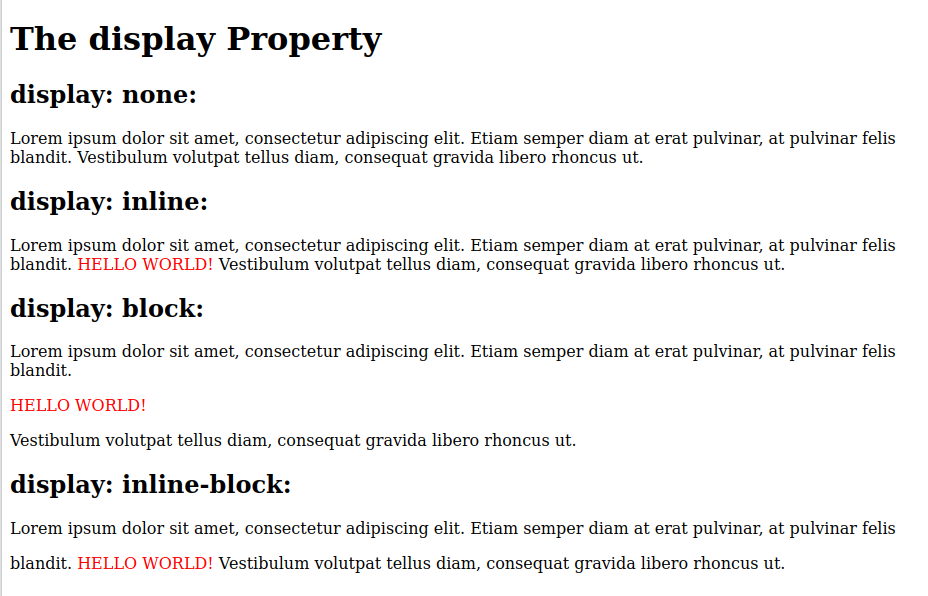 The display Property
display: none:
Lorem ipsum dolor sit amet, consectetur adipiscing elit. Etiam semper diam at erat pulvinar, at pulvinar felis
blandit. Vestibulum volutpat tellus diam, consequat gravida libero rhoncus ut.
display: inline:
Lorem ipsum dolor sit amet, consectetur adipiscing elit. Etiam semper diam at erat pulvinar, at pulvinar felis
blandit. HELLO WORLD! Vestibulum volutpat tellus diam, consequat gravida libero rhoncus ut.
display: block:
Lorem ipsum dolor sit amet, consectetur adipiscing elit. Etiam semper diam at erat pulvinar, at pulvinar felis
blandit.
HELLO WORLD!
Vestibulum volutpat tellus diam, consequat gravida libero rhoncus ut.
display: inline-block:
Lorem ipsum dolor sit amet, consectetur adipiscing elit. Etiam semper diam at erat pulvinar, at pulvinar felis
blandit. HELLO WORLD! Vestibulum volutpat tellus diam, consequat gravida libero rhoncus ut.